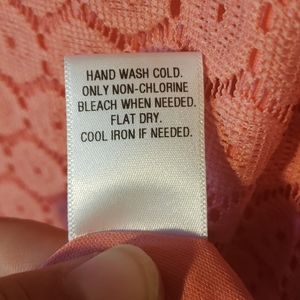 HAND WASH COLD.
ONLY NON-CHLORINE
BLEACH WHEN NEEDED.
FLAT DRY.
COOL IRON IF NEEDED.